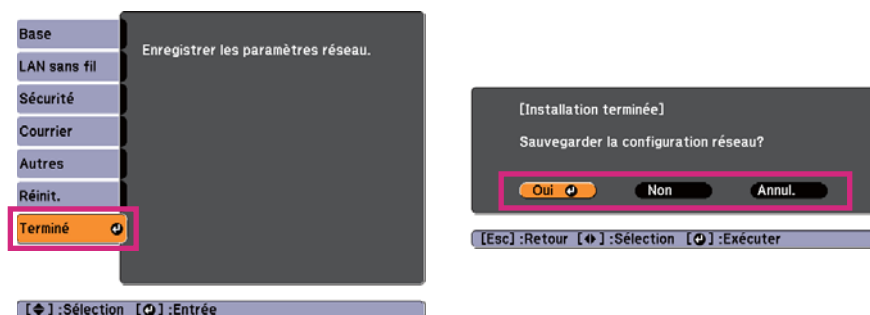 Base
LAN sans fil
Sécurité
Courrier
Autres
Réinit.
Terminé
Enregistrer les paramètres réseau.
[ ] :Sélection [ ] :Entrée
[Installation terminée]
Sauvegarder la configuration réseau?
Oui Non Annul.
[Esc] :Retour [ ] :Sélection [ ] :Exécuter